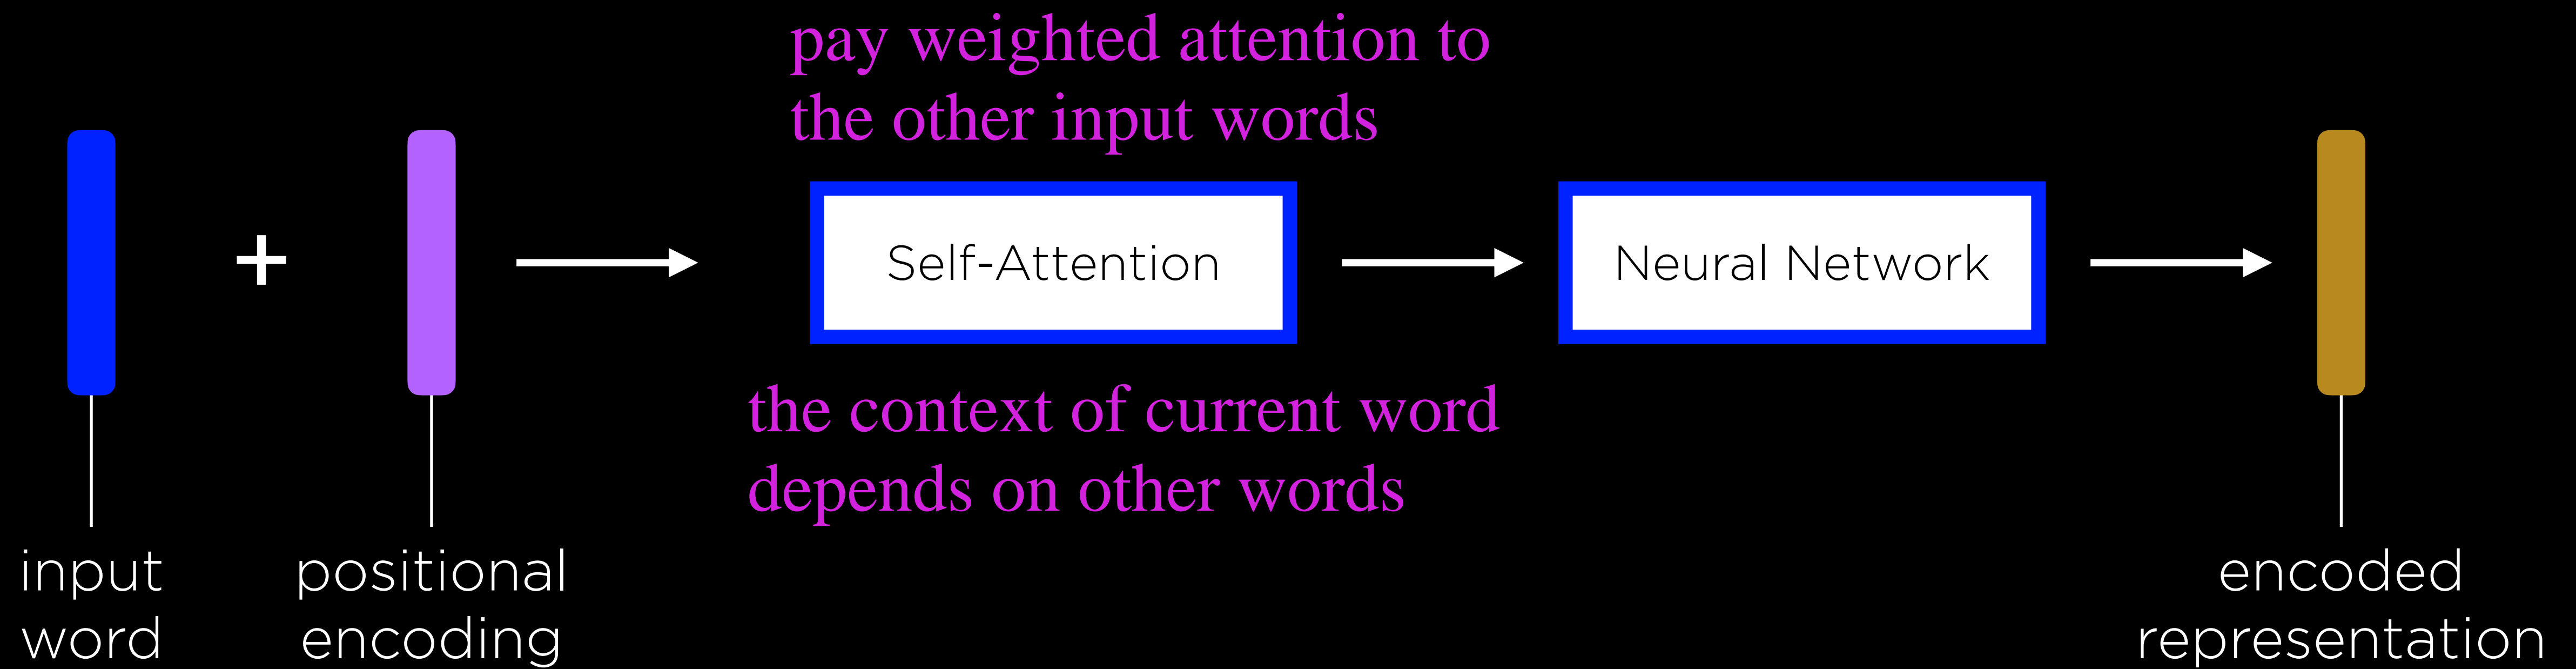 pay weighted attention to
the other input words
+
Self-Attention
Neural Network
the context of current word
depends on other words
input
word
positional
encoding
encoded
representation